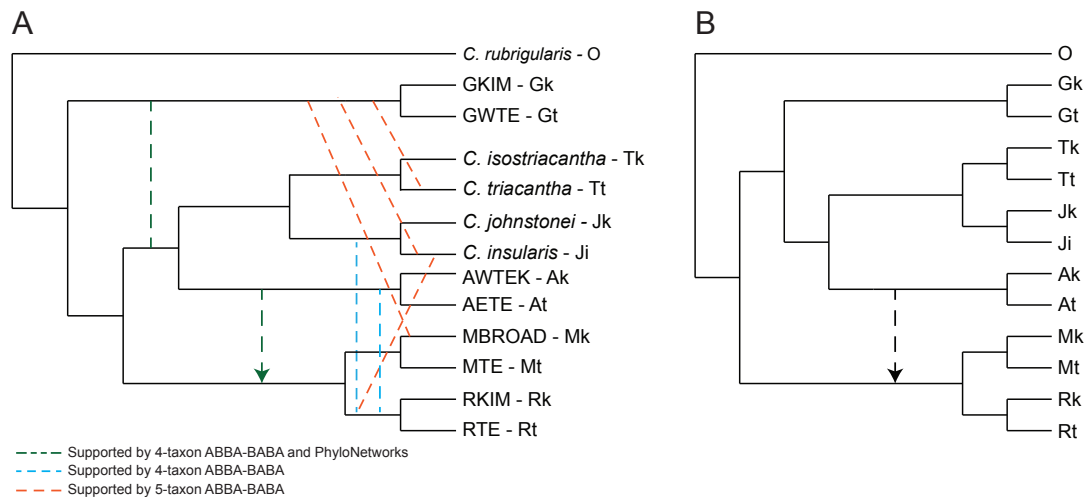 A
C. rubrigularis - O
GKIM - Gk
GWTE - Gt
C. isostriacantha - Tk
C. triacantha - Tt
C. johnstonei - Jk
C. insularis - Ji
AWTEK - Ak
AETE - At
MBROAD - Mk
MTE - Mt
RKIM - Rk
RTE - Rt
Supported by 4-taxon ABBA-BABA and PhyloNetworks
Supported by 4-taxon ABBA-BABA
Supported by 5-taxon ABBA-BABA
B
O
Gk
Gt
Tk
Tt
Jk
Ji
Ak
At
Mk
Mt
Rk
Rt